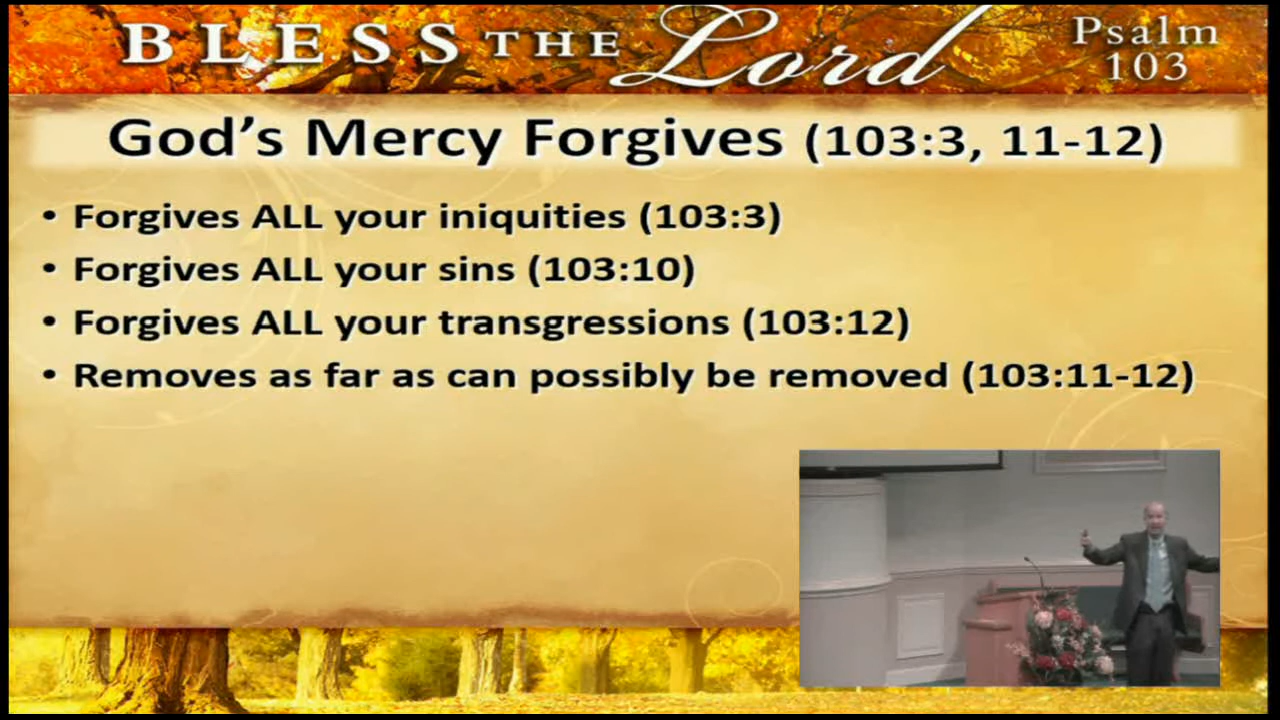 BLESS THE Lord
Psalm
103
God's Mercy Forgives (103:3, 11-12)
• Forgives ALL your iniquities (103:3)
• Forgives ALL your sins (103:10)
• Forgives ALL your transgressions (103:12)
• Removes as far as can possibly be removed (103:11-12)